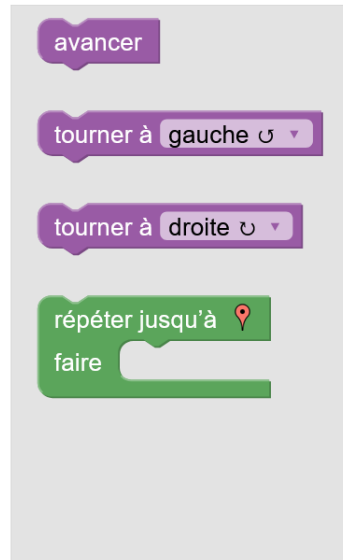 avancer
tourner à gauche ↺
tourner à droite ↻
répéter jusqu’à
faire